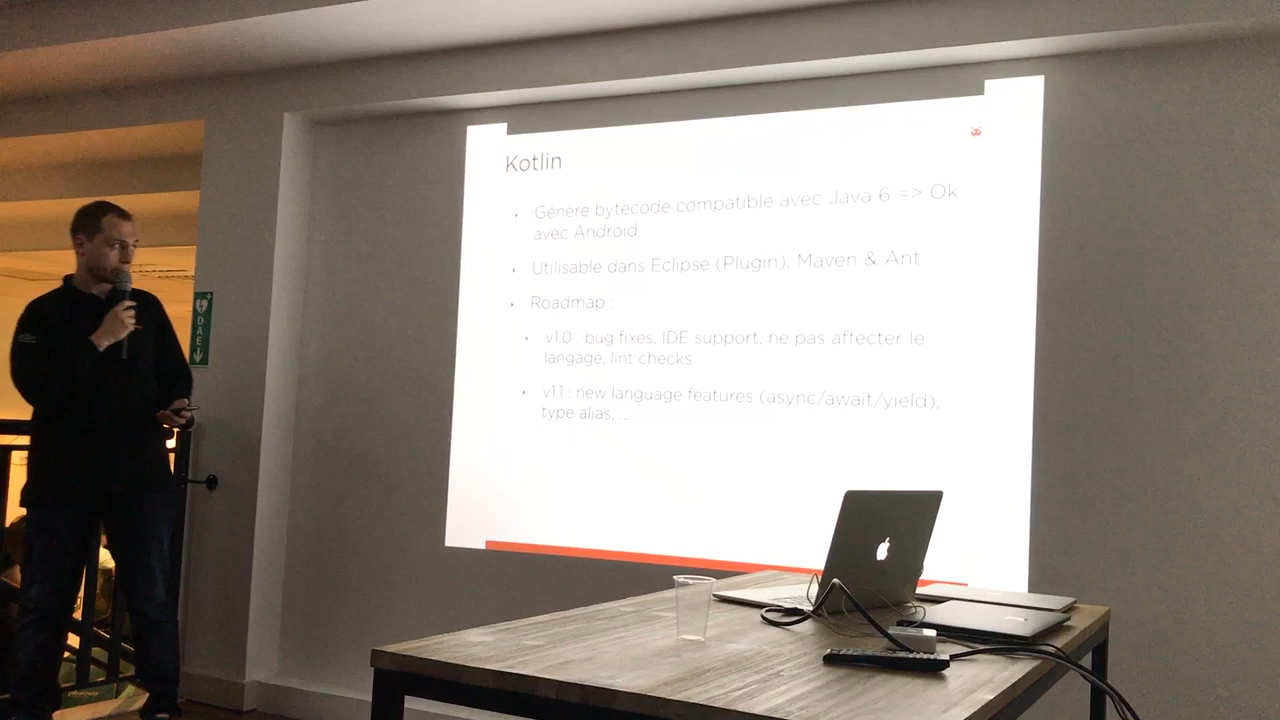 Kotlin
Génère bytecode compatible avec Java 6 => Ok
avec Android
Utilisable dans Eclipse (Plugin), Maven & Ant
Roadmap :
v1.0 : bug fixes, IDE support, ne pas affecter le
langage, lint checks
v1.1 : new language features (async/await/yield),
type alias, ...
DAE